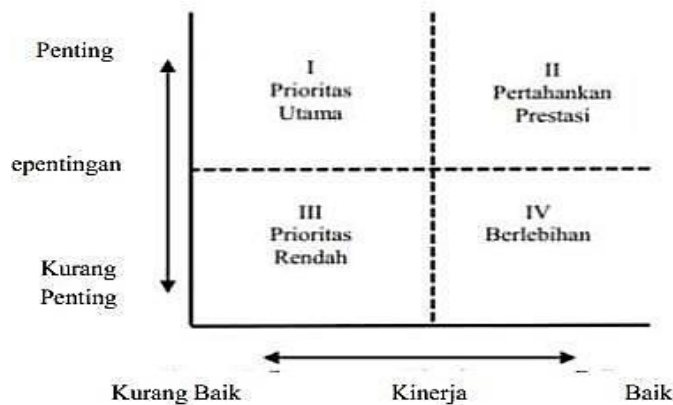 Penting
I
Prioritas
Utama
II
Pertahankan
Prestasi
epentingan
III
Prioritas
Rendah
IV
Berlebihan
Kurang
Penting
Kurang Baik
Kinerja
Baik